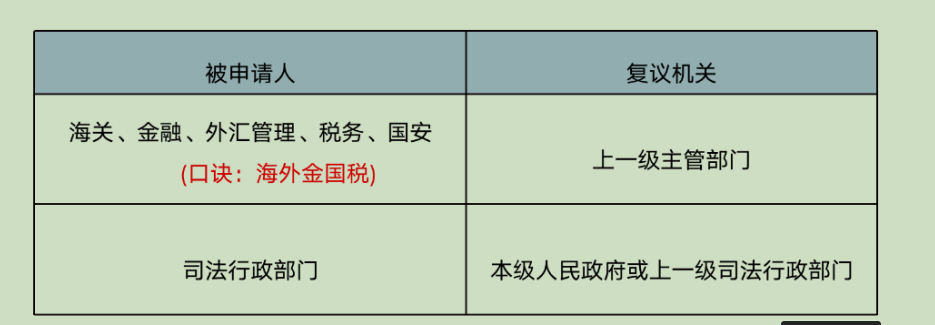 被申请人
复议机关
海关、金融、外汇管理、税务、国安
(口诀：海外金国税)
上一级主管部门
司法行政部门
本级人民政府或上一级司法行政部门